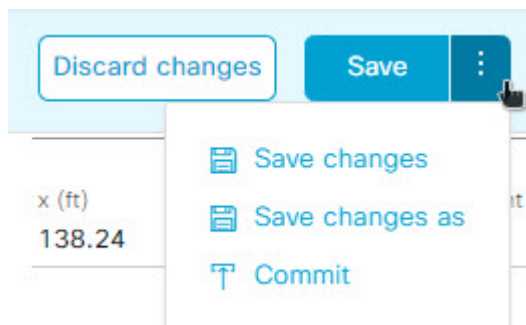 Discard changes
Save
Save changes
x (ft)
138.24
Save changes as
Commit